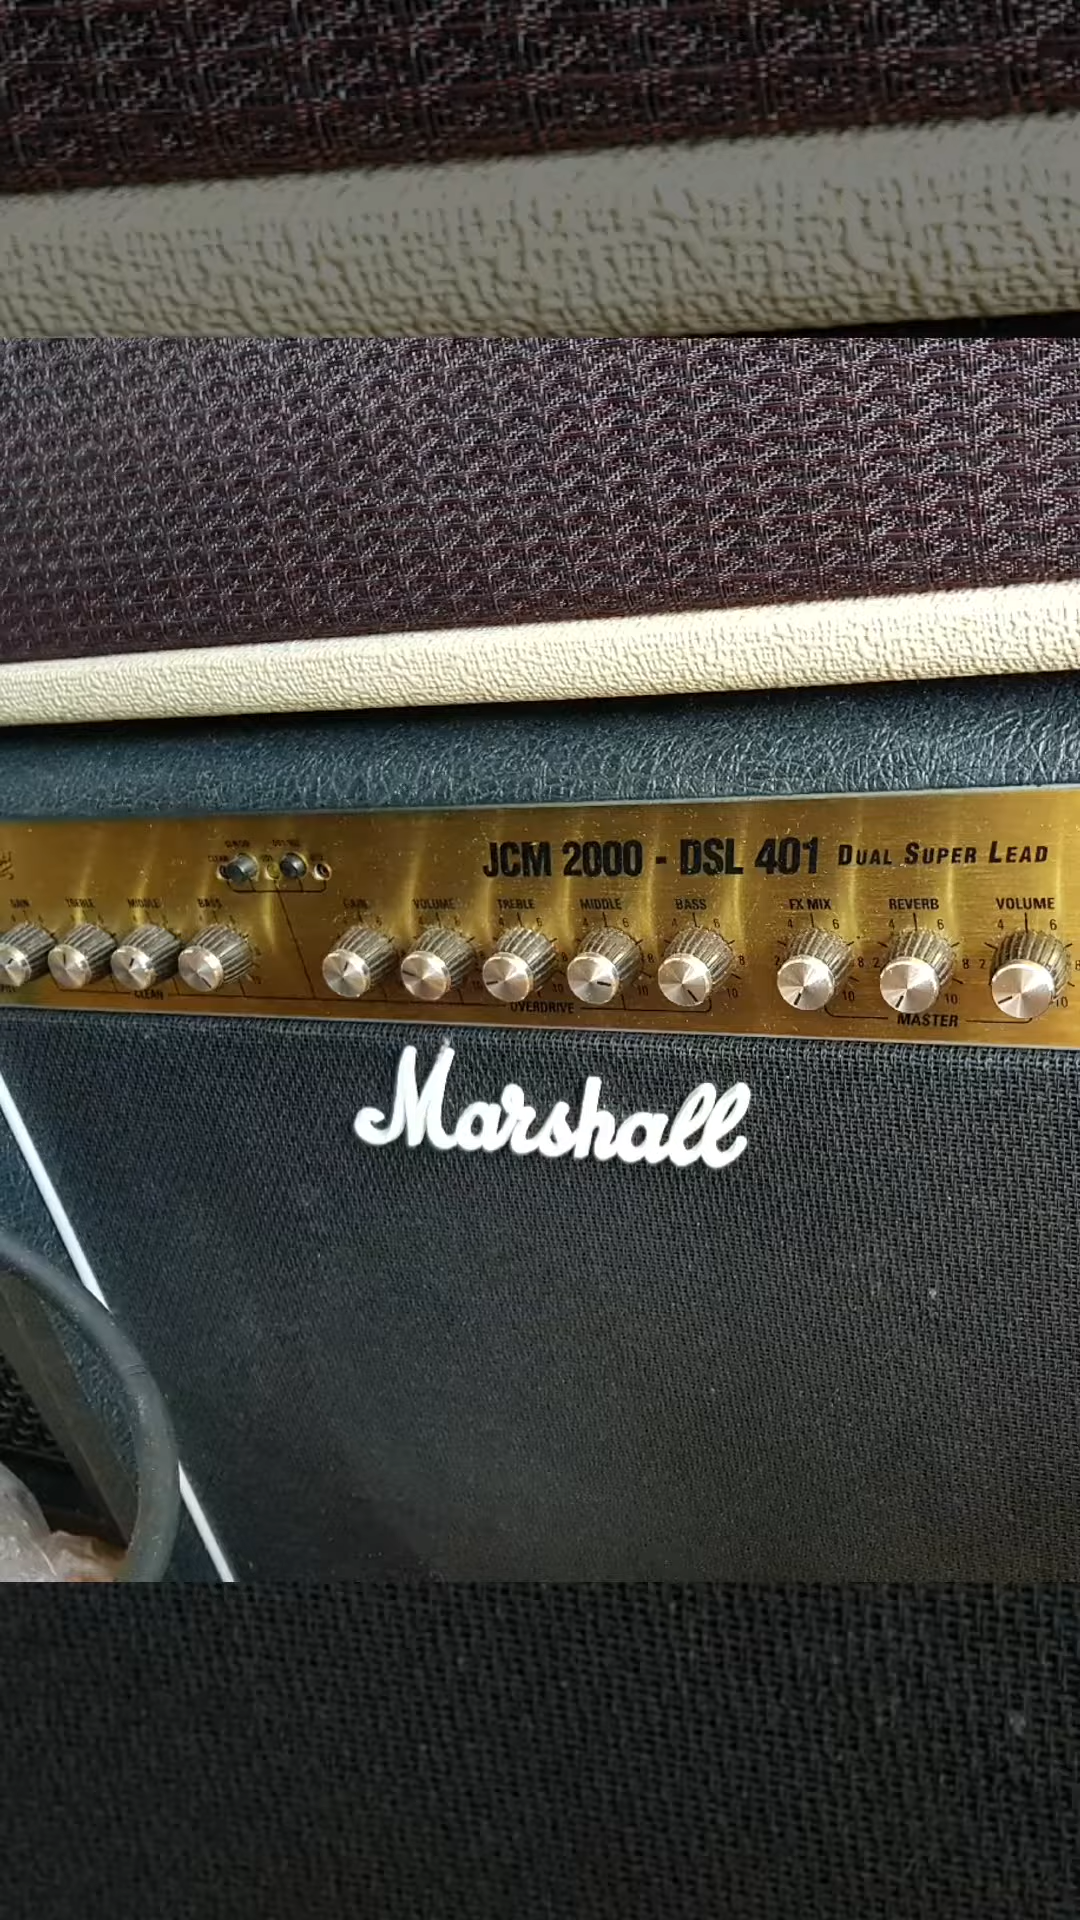 JCM 2000 - DSL 401 DUAL SUPER LEAD
GAIN TREBLE MIDDLE BASS GAIN VOLUME TREBLE MIDDLE BASS FX MIX REVERB VOLUME
CLEAN OVERDRIVE MASTER
Marshall